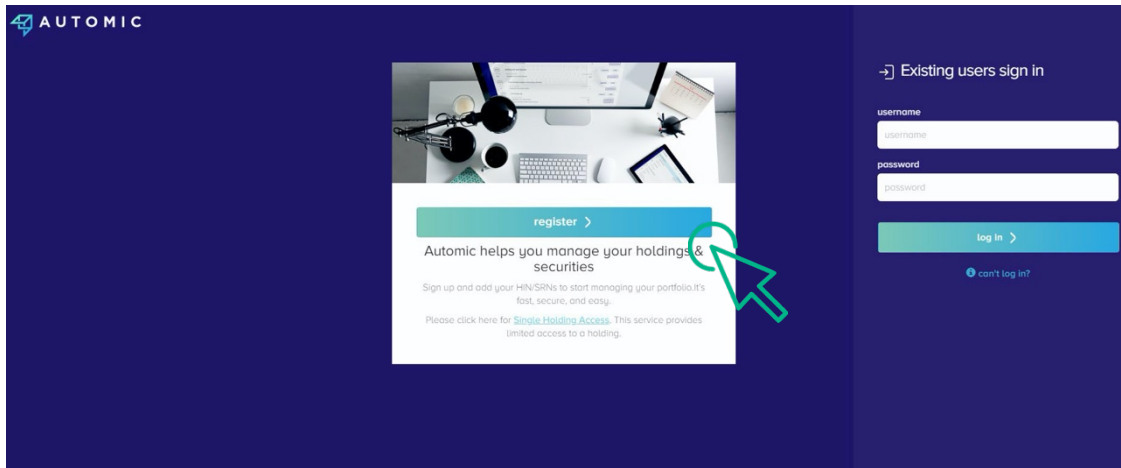 AUTOMIC
register
Automic helps you manage your holdings &
securities
Sign up and add your HIN/SRNs to start managing your portfolio.It's
fast, secure, and easy.
Please click here for Single Holding Access. This service provides
limited access to a holding.
Existing users sign in
username
username
password
password
log in
can't log in?